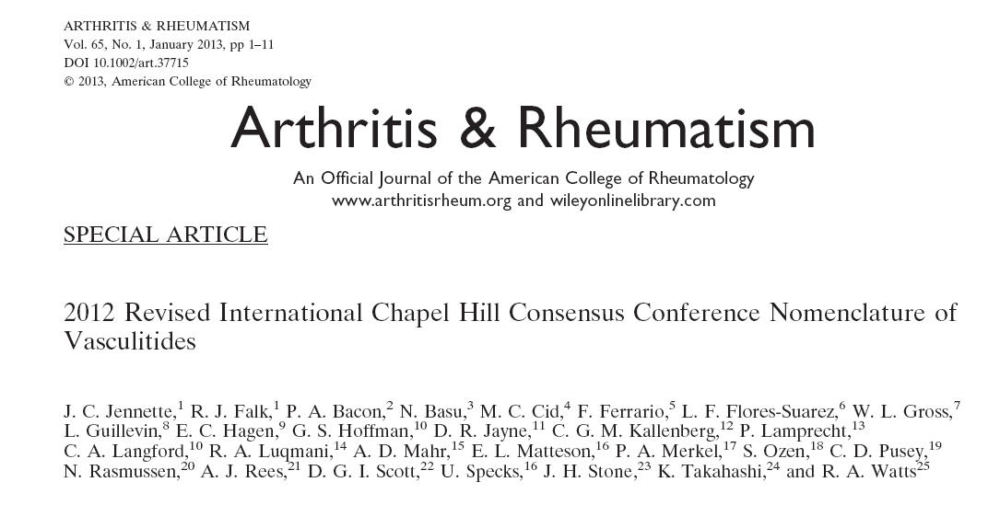 ARTHRITIS & RHEUMATISM
Vol. 65, No. 1, January 2013, pp 1–11
DOI 10.1002/art.37715
© 2013, American College of Rheumatology
Arthritis & Rheumatism
An Official Journal of the American College of Rheumatology
www.arthritisrheum.org and wileyonlinelibrary.com
SPECIAL ARTICLE
2012 Revised International Chapel Hill Consensus Conference Nomenclature of
Vasculitides
J. C. Jennette,¹ R. J. Falk,¹ P. A. Bacon,² N. Basu,³ M. C. Cid,⁴ F. Ferrario,⁵ L. F. Flores-Suarez,⁶ W. L. Gross,⁷
L. Guillevin,⁸ E. C. Hagen,⁹ G. S. Hoffman,¹⁰ D. R. Jayne,¹¹ C. G. M. Kallenberg,¹² P. Lamprecht,¹³
C. A. Langford,¹⁰ R. A. Luqmani,¹⁴ A. D. Mahr,¹⁵ E. L. Matteson,¹⁶ P. A. Merkel,¹⁷ S. Ozen,¹⁸ C. D. Pusey,¹⁹
N. Rasmussen,²⁰ A. J. Rees,²¹ D. G. I. Scott,²² U. Specks,¹⁶ J. H. Stone,²³ K. Takahashi,²⁴ and R. A. Watts²⁵